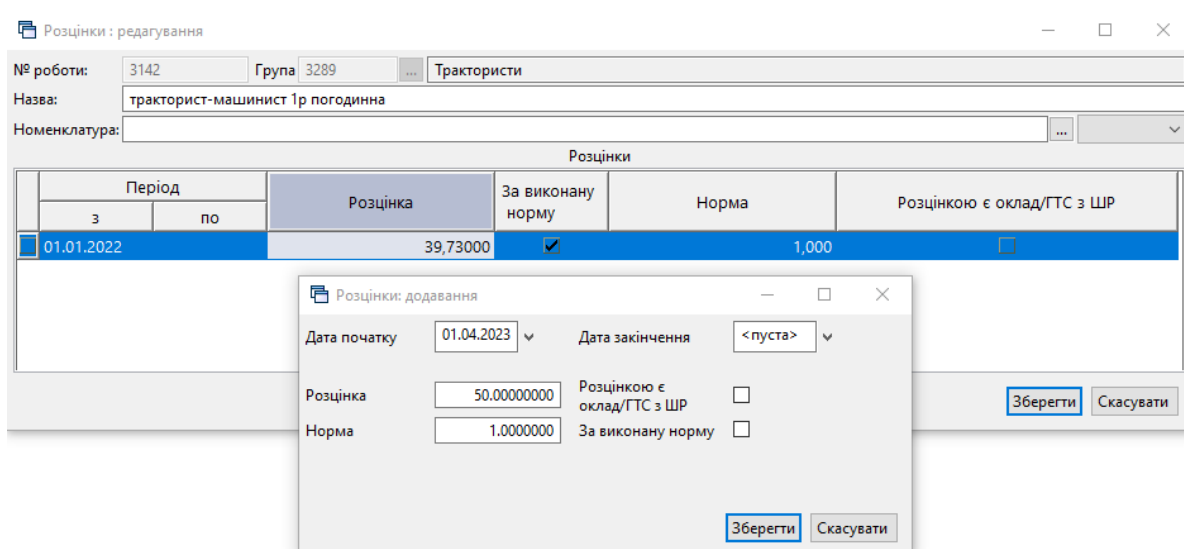 Розцінки : редагування
№ роботи: 3142 Група 3289 ... Трактористи
Назва: тракторист-машинист 1р погодинна
Номенклатура: ...
Розцінки
Період Розцінка За виконану норму Норма Розцінкою є оклад/ГТС з ШР
з по
01.01.2022 39,73000 1,000
Розцінки: додавання
Дата початку 01.04.2023 Дата закінчення <пуста>
Розцінка 50.00000000 Розцінкою є оклад/ГТС з ШР
Норма 1.0000000 За виконану норму
Зберегти Скасувати
Зберегти Скасувати